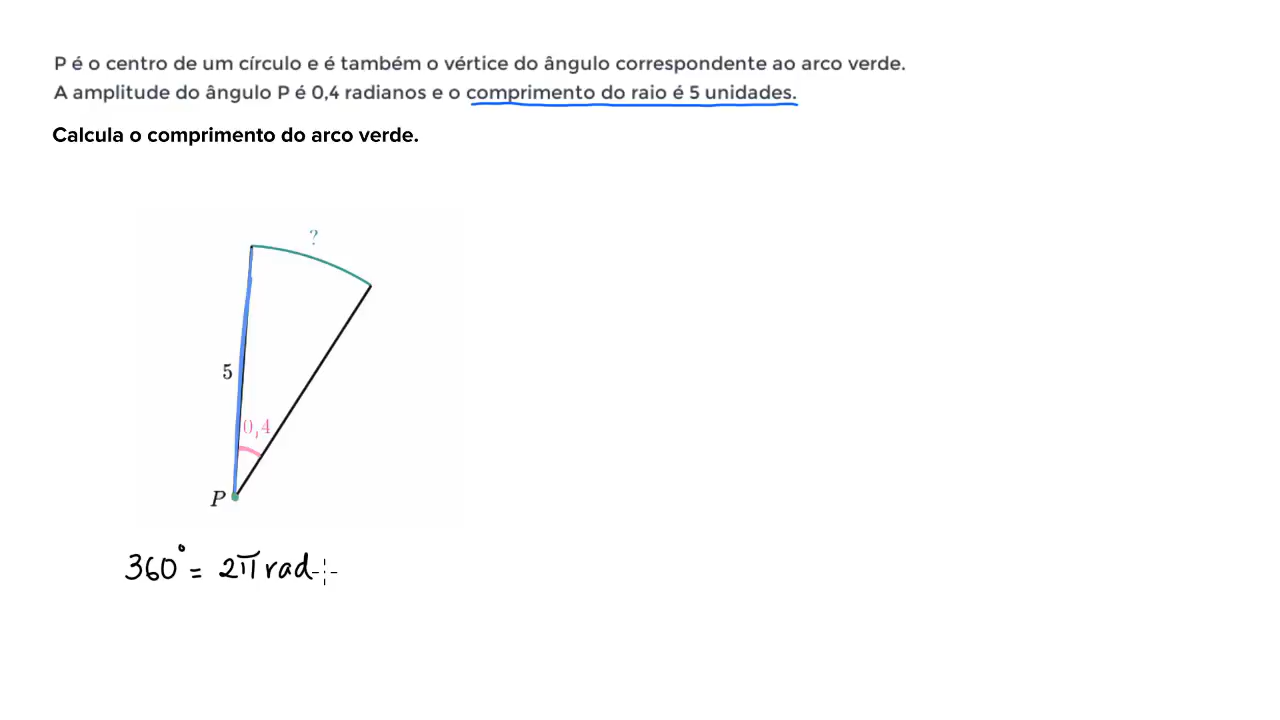 P é o centro de um círculo e é também o vértice do ângulo correspondente ao arco verde.
A amplitude do ângulo P é 0,4 radianos e o comprimento do raio é 5 unidades.
Calcula o comprimento do arco verde.
?
5
0,4
P
360° = 2π rad